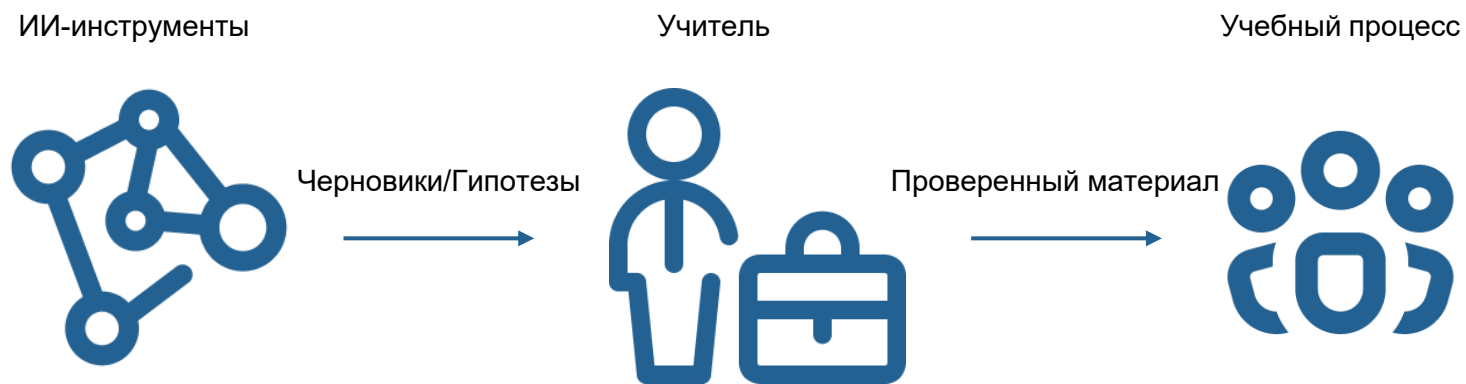 ИИ-инструменты
Учитель
Учебный процесс
Черновики/Гипотезы
Проверенный материал